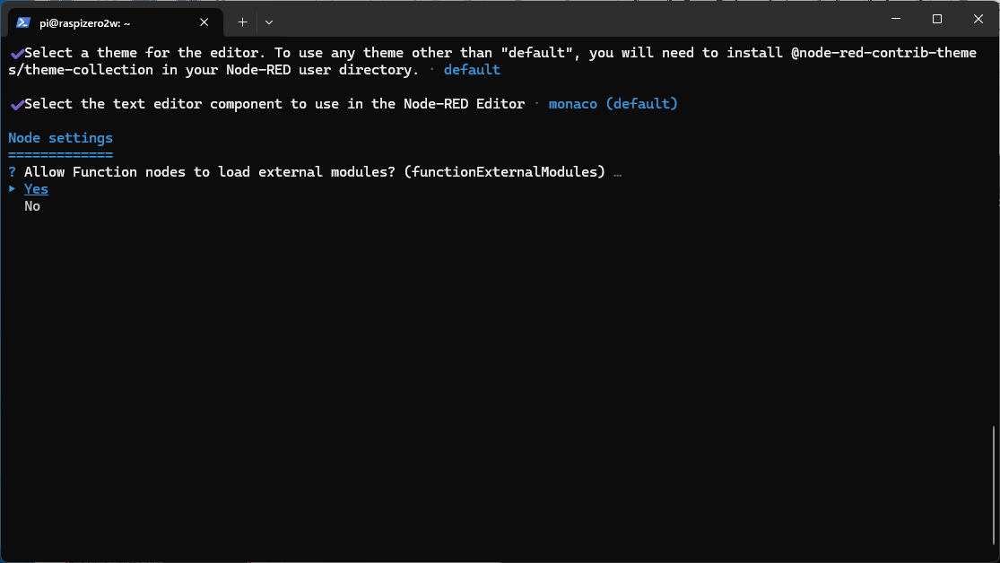 pi@raspizero2w: ~
✔Select a theme for the editor. To use any theme other than "default", you will need to install @node-red-contrib-theme
s/theme-collection in your Node-RED user directory. · default
✔Select the text editor component to use in the Node-RED Editor · monaco (default)
Node settings
=============
? Allow Function nodes to load external modules? (functionExternalModules) …
▸ Yes
No